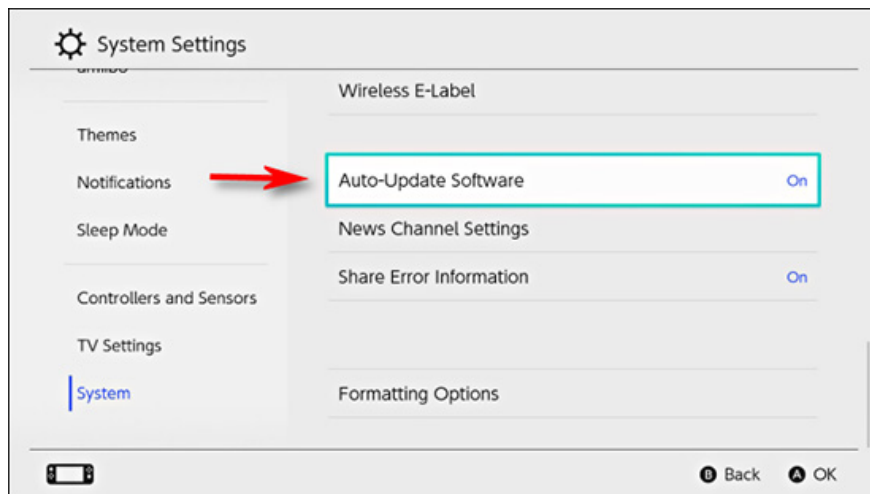 System Settings
amiibo
Themes
Notifications
Sleep Mode
Controllers and Sensors
TV Settings
System
Wireless E-Label
Auto-Update Software On
News Channel Settings
Share Error Information On
Formatting Options
B Back A OK